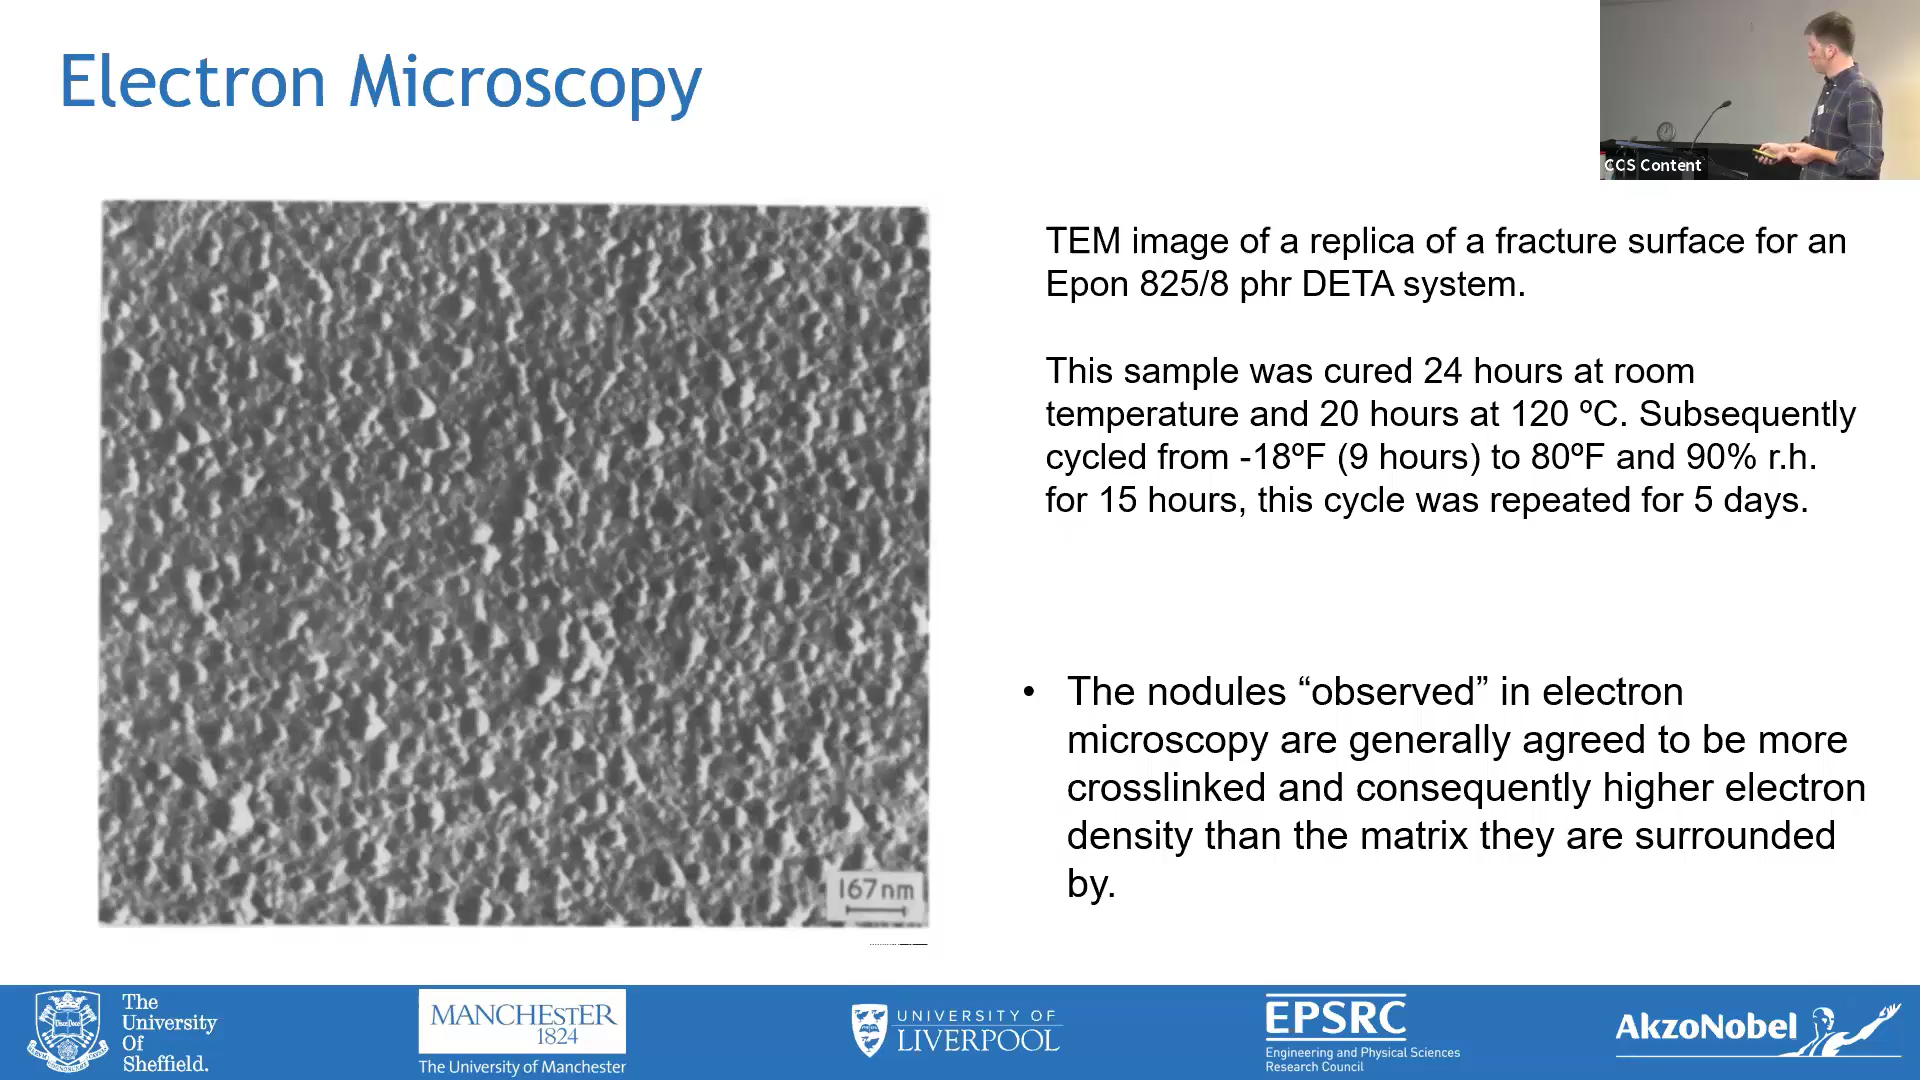 Electron Microscopy
CCS Content
TEM image of a replica of a fracture surface for an
Epon 825/8 phr DETA system.
This sample was cured 24 hours at room
temperature and 20 hours at 120 ºC. Subsequently
cycled from -18ºF (9 hours) to 80ºF and 90% r.h.
for 15 hours, this cycle was repeated for 5 days.
• The nodules “observed” in electron
microscopy are generally agreed to be more
crosslinked and consequently higher electron
density than the matrix they are surrounded
by.
167nm
The
University
Of
Sheffield.
MANCHESTER
1824
The University of Manchester
UNIVERSITY OF
LIVERPOOL
EPSRC
Engineering and Physical Sciences
Research Council
AkzoNobel